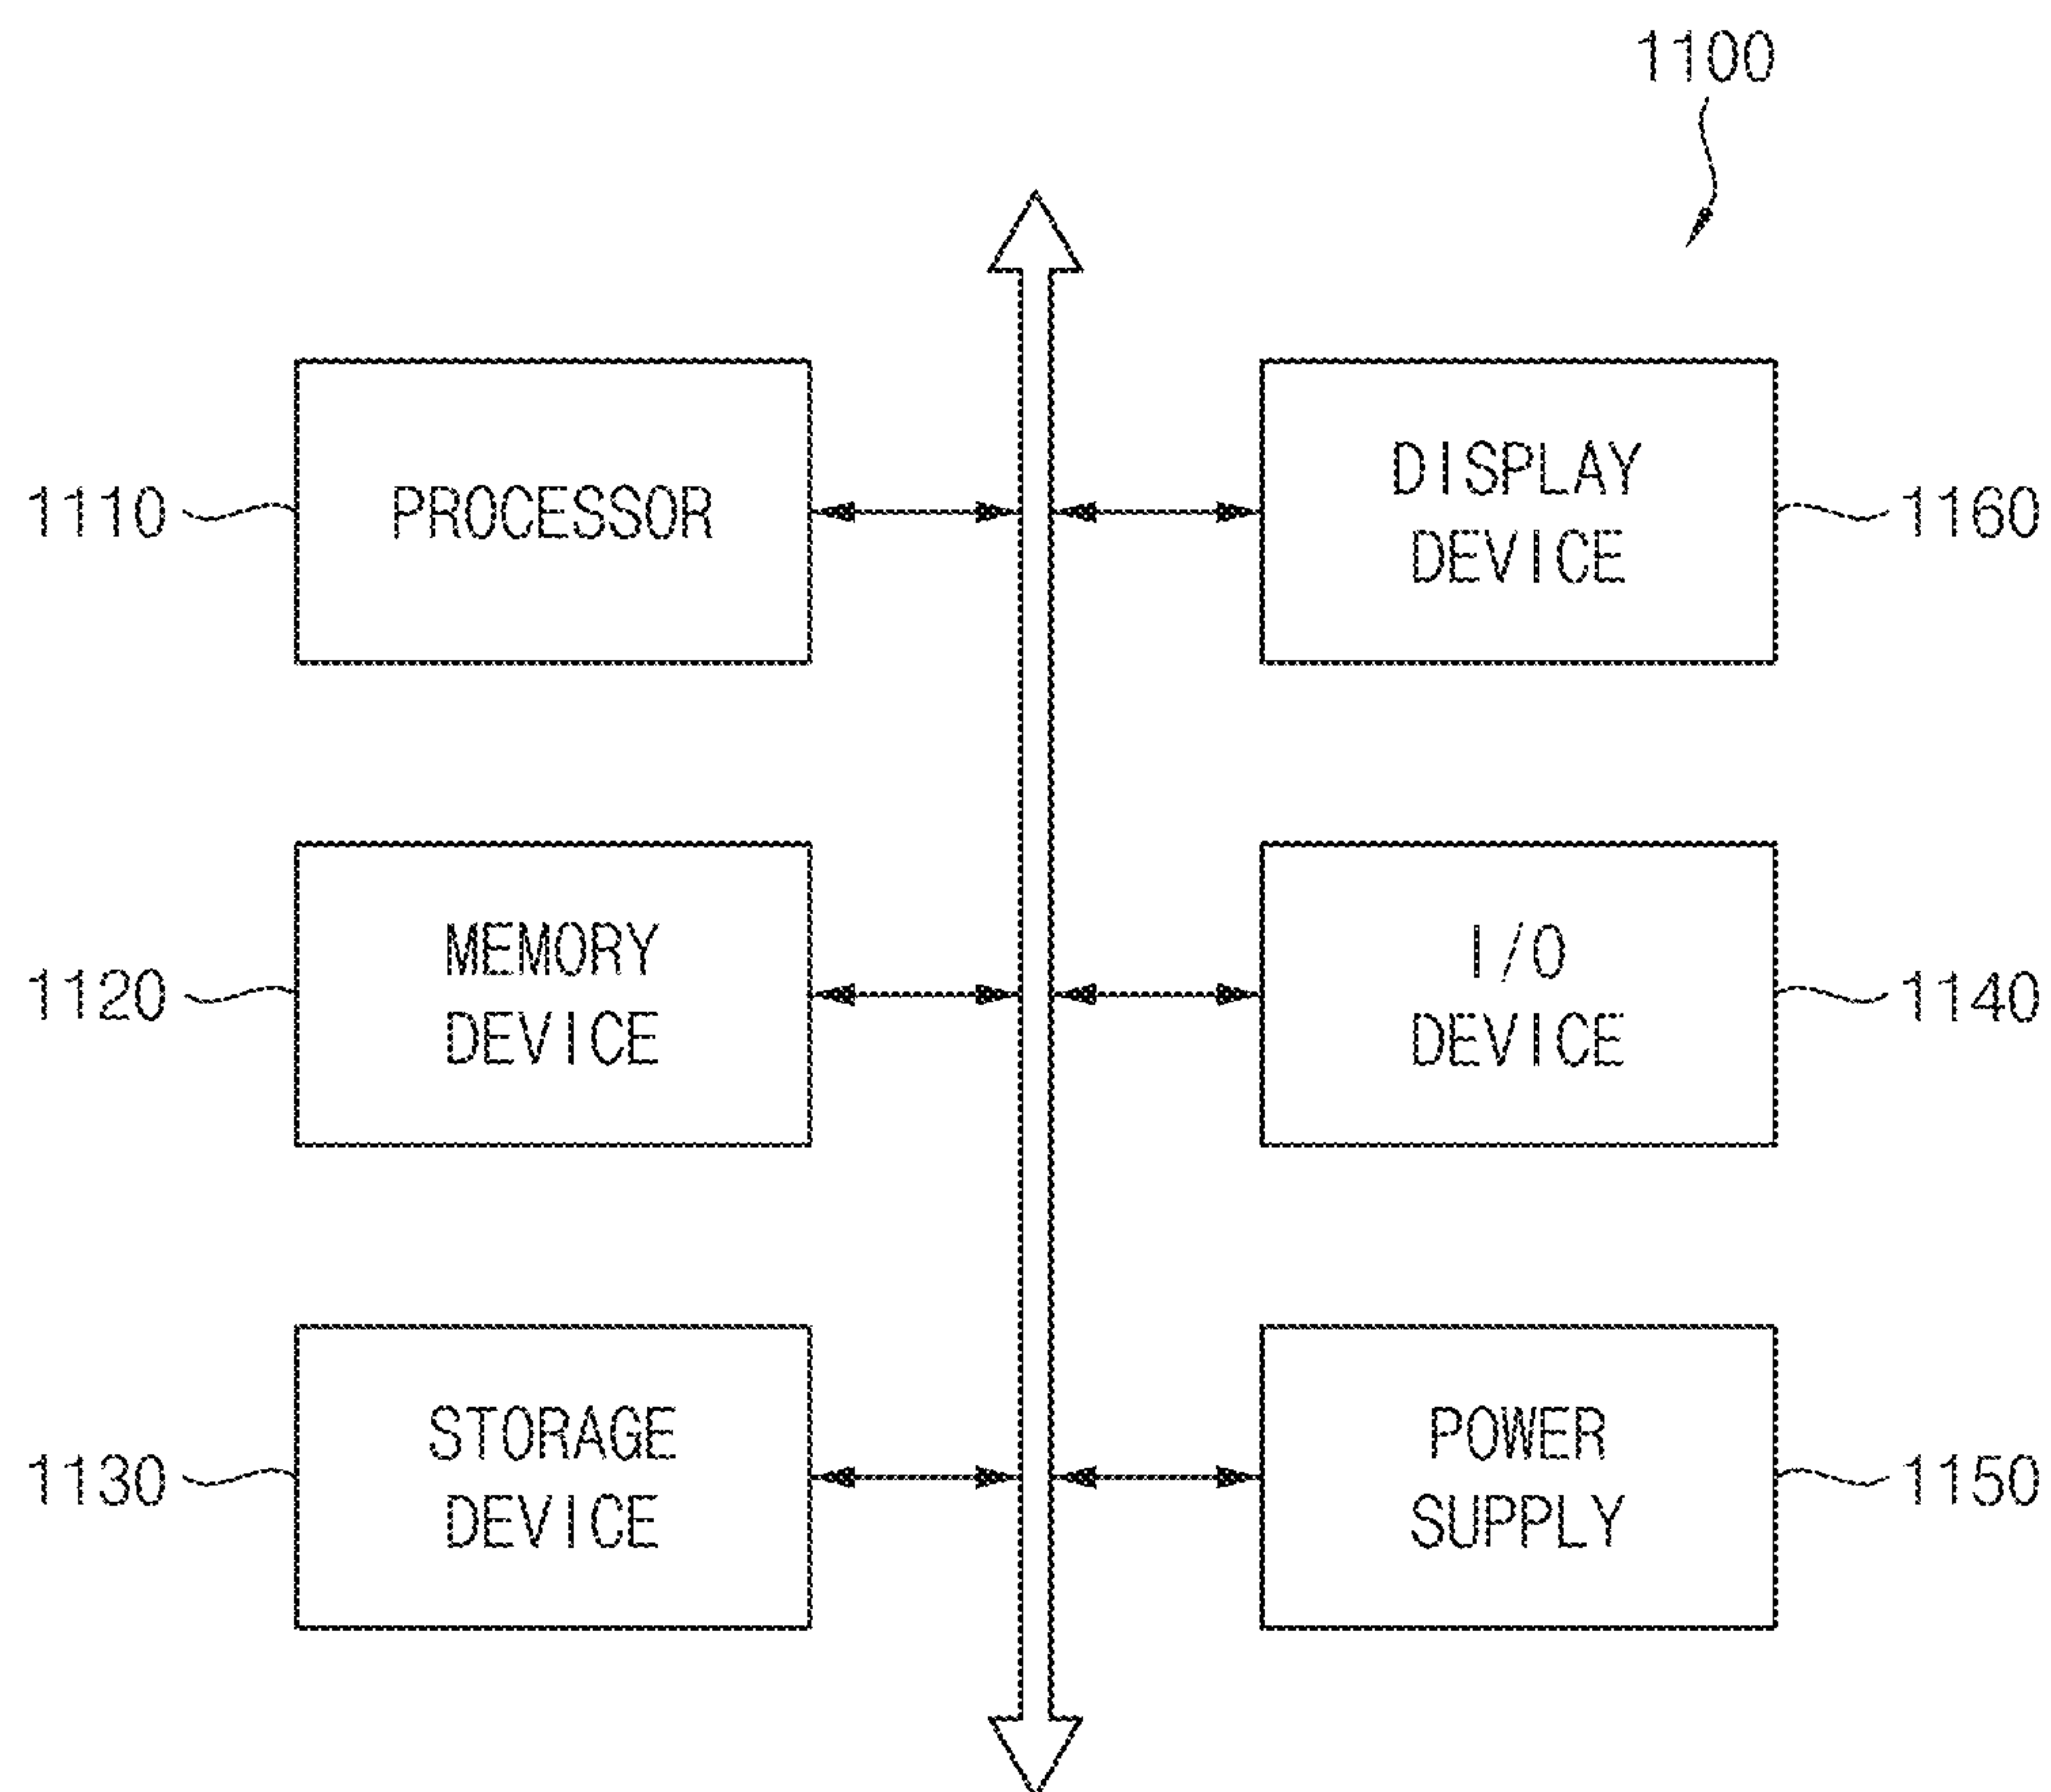 1100
1110
PROCESSOR
DISPLAY
DEVICE
1160
1120
MEMORY
DEVICE
I/O
DEVICE
1140
1130
STORAGE
DEVICE
POWER
SUPPLY
1150